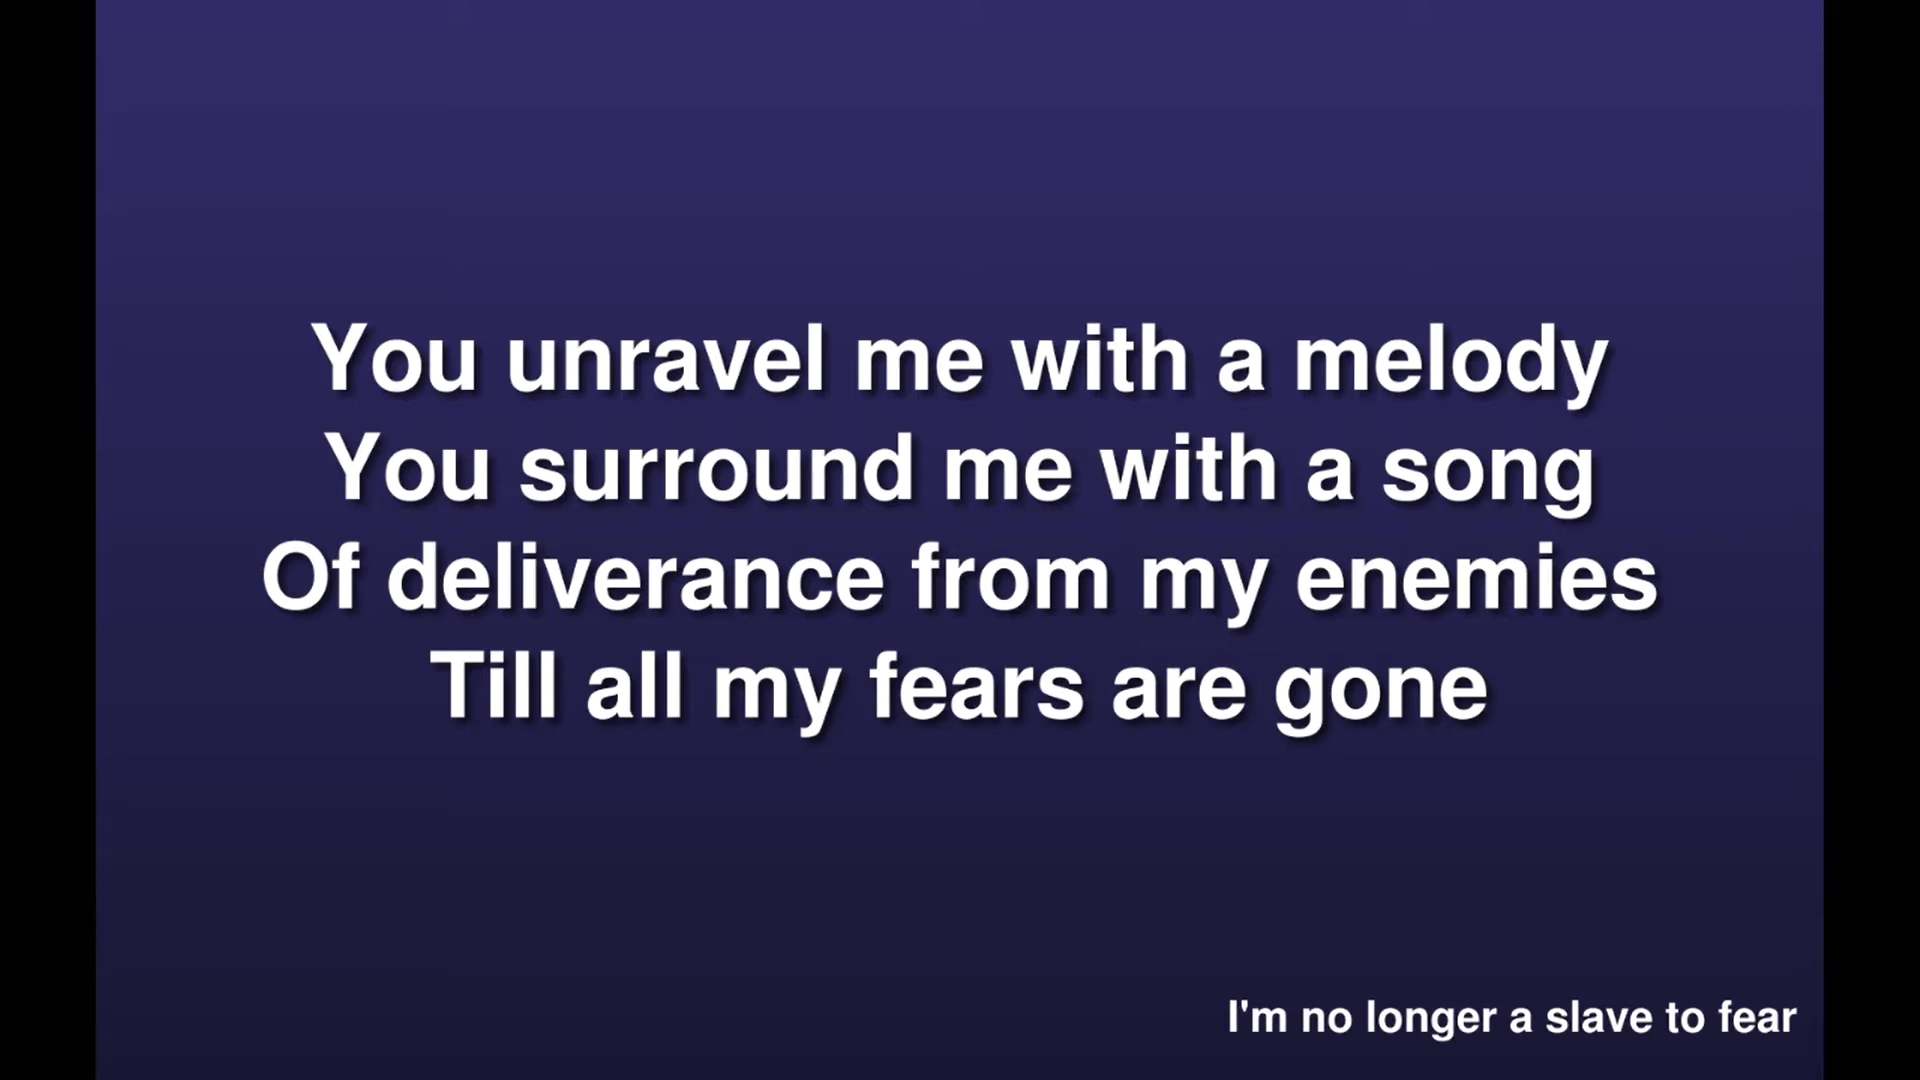 You unravel me with a melody
You surround me with a song
Of deliverance from my enemies
Till all my fears are gone
I'm no longer a slave to fear